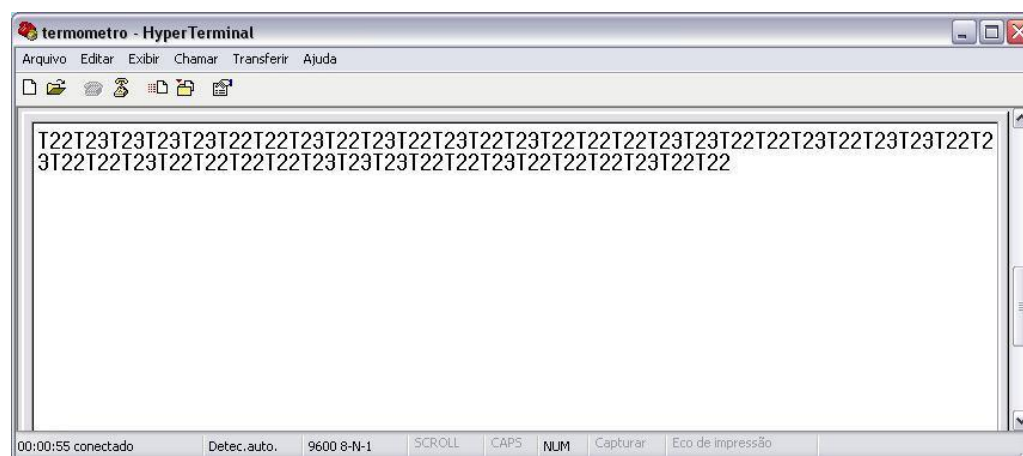 termometro - HyperTerminal
Arquivo Editar Exibir Chamar Transferir Ajuda
T22T23T23T23T23T22T22T23T22T23T22T23T22T23T22T22T22T23T23T22T22T23T22T23T23T22T2
3T22T22T23T22T22T22T22T23T23T23T22T22T23T22T22T22T23T22T22
00:00:55 conectado Detec.auto. 9600 8-N-1 SCROLL CAPS NUM Capturar Eco de impressão